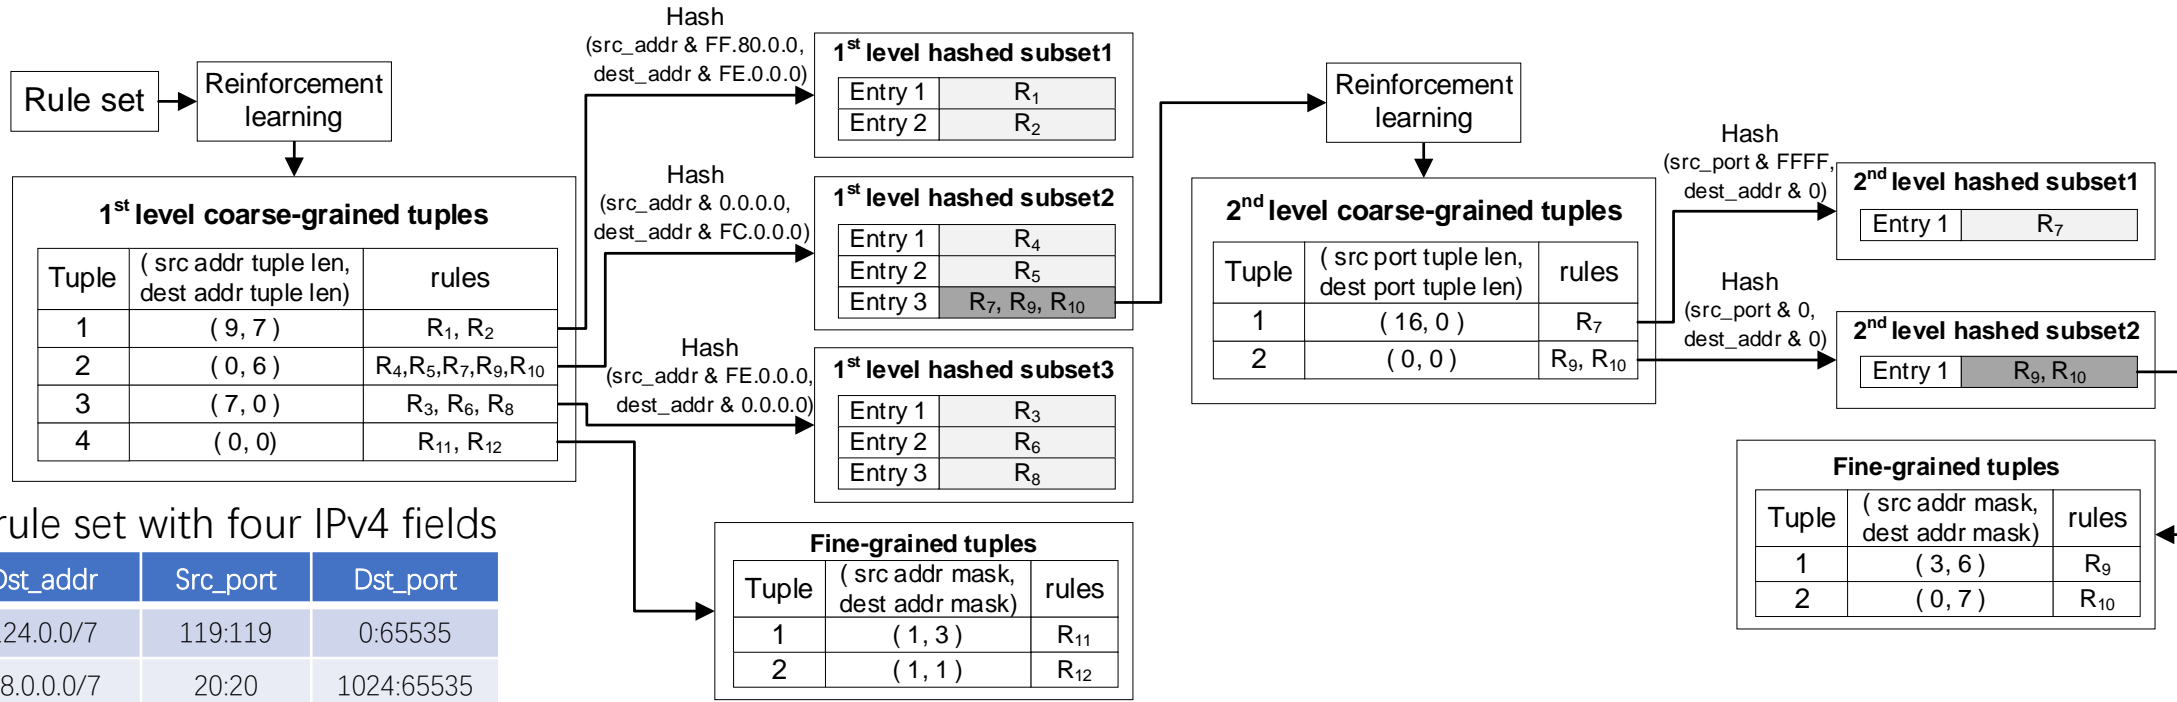 Rule set
Reinforcement
learning
1st level coarse-grained tuples
Tuple
( src addr tuple len,
dest addr tuple len)
rules
1
( 9, 7 )
R1, R2
2
( 0, 6 )
R4,R5,R7,R9,R10
3
( 7, 0 )
R3, R6, R8
4
( 0, 0)
R11, R12
Hash
(src_addr & FF.80.0.0,
dest_addr & FE.0.0.0)
Hash
(src_addr & 0.0.0.0,
dest_addr & FC.0.0.0)
Hash
(src_addr & FE.0.0.0,
dest_addr & 0.0.0.0)
1st level hashed subset1
Entry 1 R1
Entry 2 R2
1st level hashed subset2
Entry 1 R4
Entry 2 R5
Entry 3 R7, R9, R10
1st level hashed subset3
Entry 1 R3
Entry 2 R6
Entry 3 R8
Fine-grained tuples
Tuple
( src addr mask,
dest addr mask)
rules
1
( 1, 3 )
R11
2
( 1, 1 )
R12
Reinforcement
learning
2nd level coarse-grained tuples
Tuple
( src port tuple len,
dest port tuple len)
rules
1
( 16, 0 )
R7
2
( 0, 0 )
R9, R10
Hash
(src_port & FFFF,
dest_addr & 0)
Hash
(src_port & 0,
dest_addr & 0)
2nd level hashed subset1
Entry 1 R7
2nd level hashed subset2
Entry 1 R9, R10
Fine-grained tuples
Tuple
( src addr mask,
dest addr mask)
rules
1
( 3, 6 )
R9
2
( 0, 7 )
R10
rule set with four IPv4 fields
Dst_addr Src_port Dst_port
24.0.0/7 119:119 0:65535
8.0.0.0/7 20:20 1024:65535